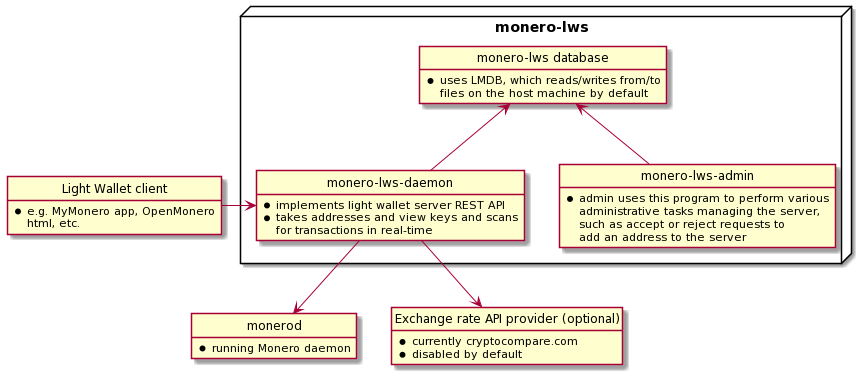 monero-lws
monero-lws database
• uses LMDB, which reads/writes from/to
files on the host machine by default
Light Wallet client
• e.g. MyMonero app, OpenMonero
html, etc.
monero-lws-daemon
• implements light wallet server REST API
• takes addresses and view keys and scans
for transactions in real-time
monero-lws-admin
• admin uses this program to perform various
administrative tasks managing the server,
such as accept or reject requests to
add an address to the server
monerod
• running Monero daemon
Exchange rate API provider (optional)
• currently cryptocompare.com
• disabled by default